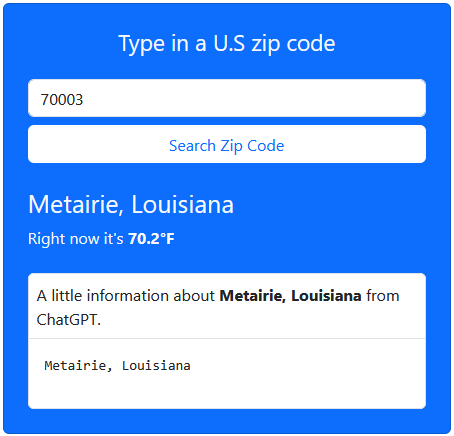 Type in a U.S zip code
70003
Search Zip Code
Metairie, Louisiana
Right now it's 70.2°F
A little information about Metairie, Louisiana from
ChatGPT.
Metairie, Louisiana